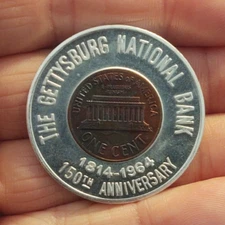 THE GETTYSBURG NATIONAL BANK
UNITED STATES OF AMERICA
ONE CENT
1814-1964
150TH ANNIVERSARY